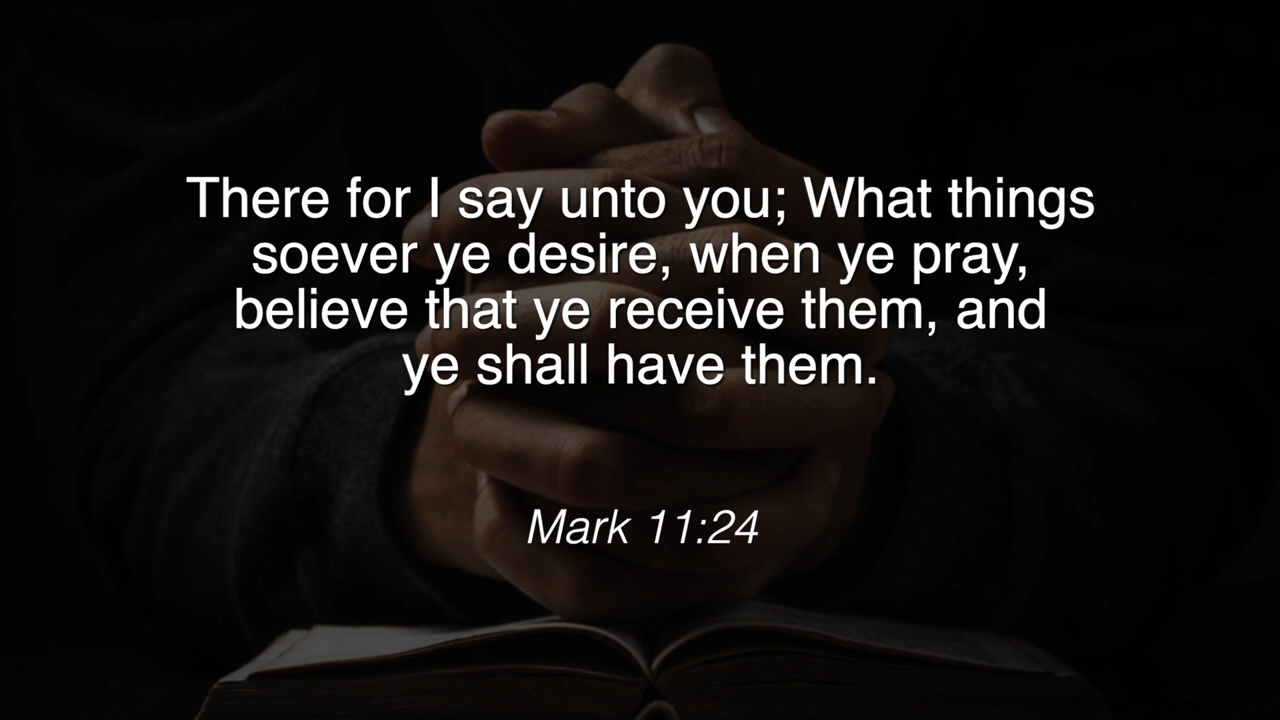 There for I say unto you; What things
soever ye desire, when ye pray,
believe that ye receive them, and
ye shall have them.
Mark 11:24